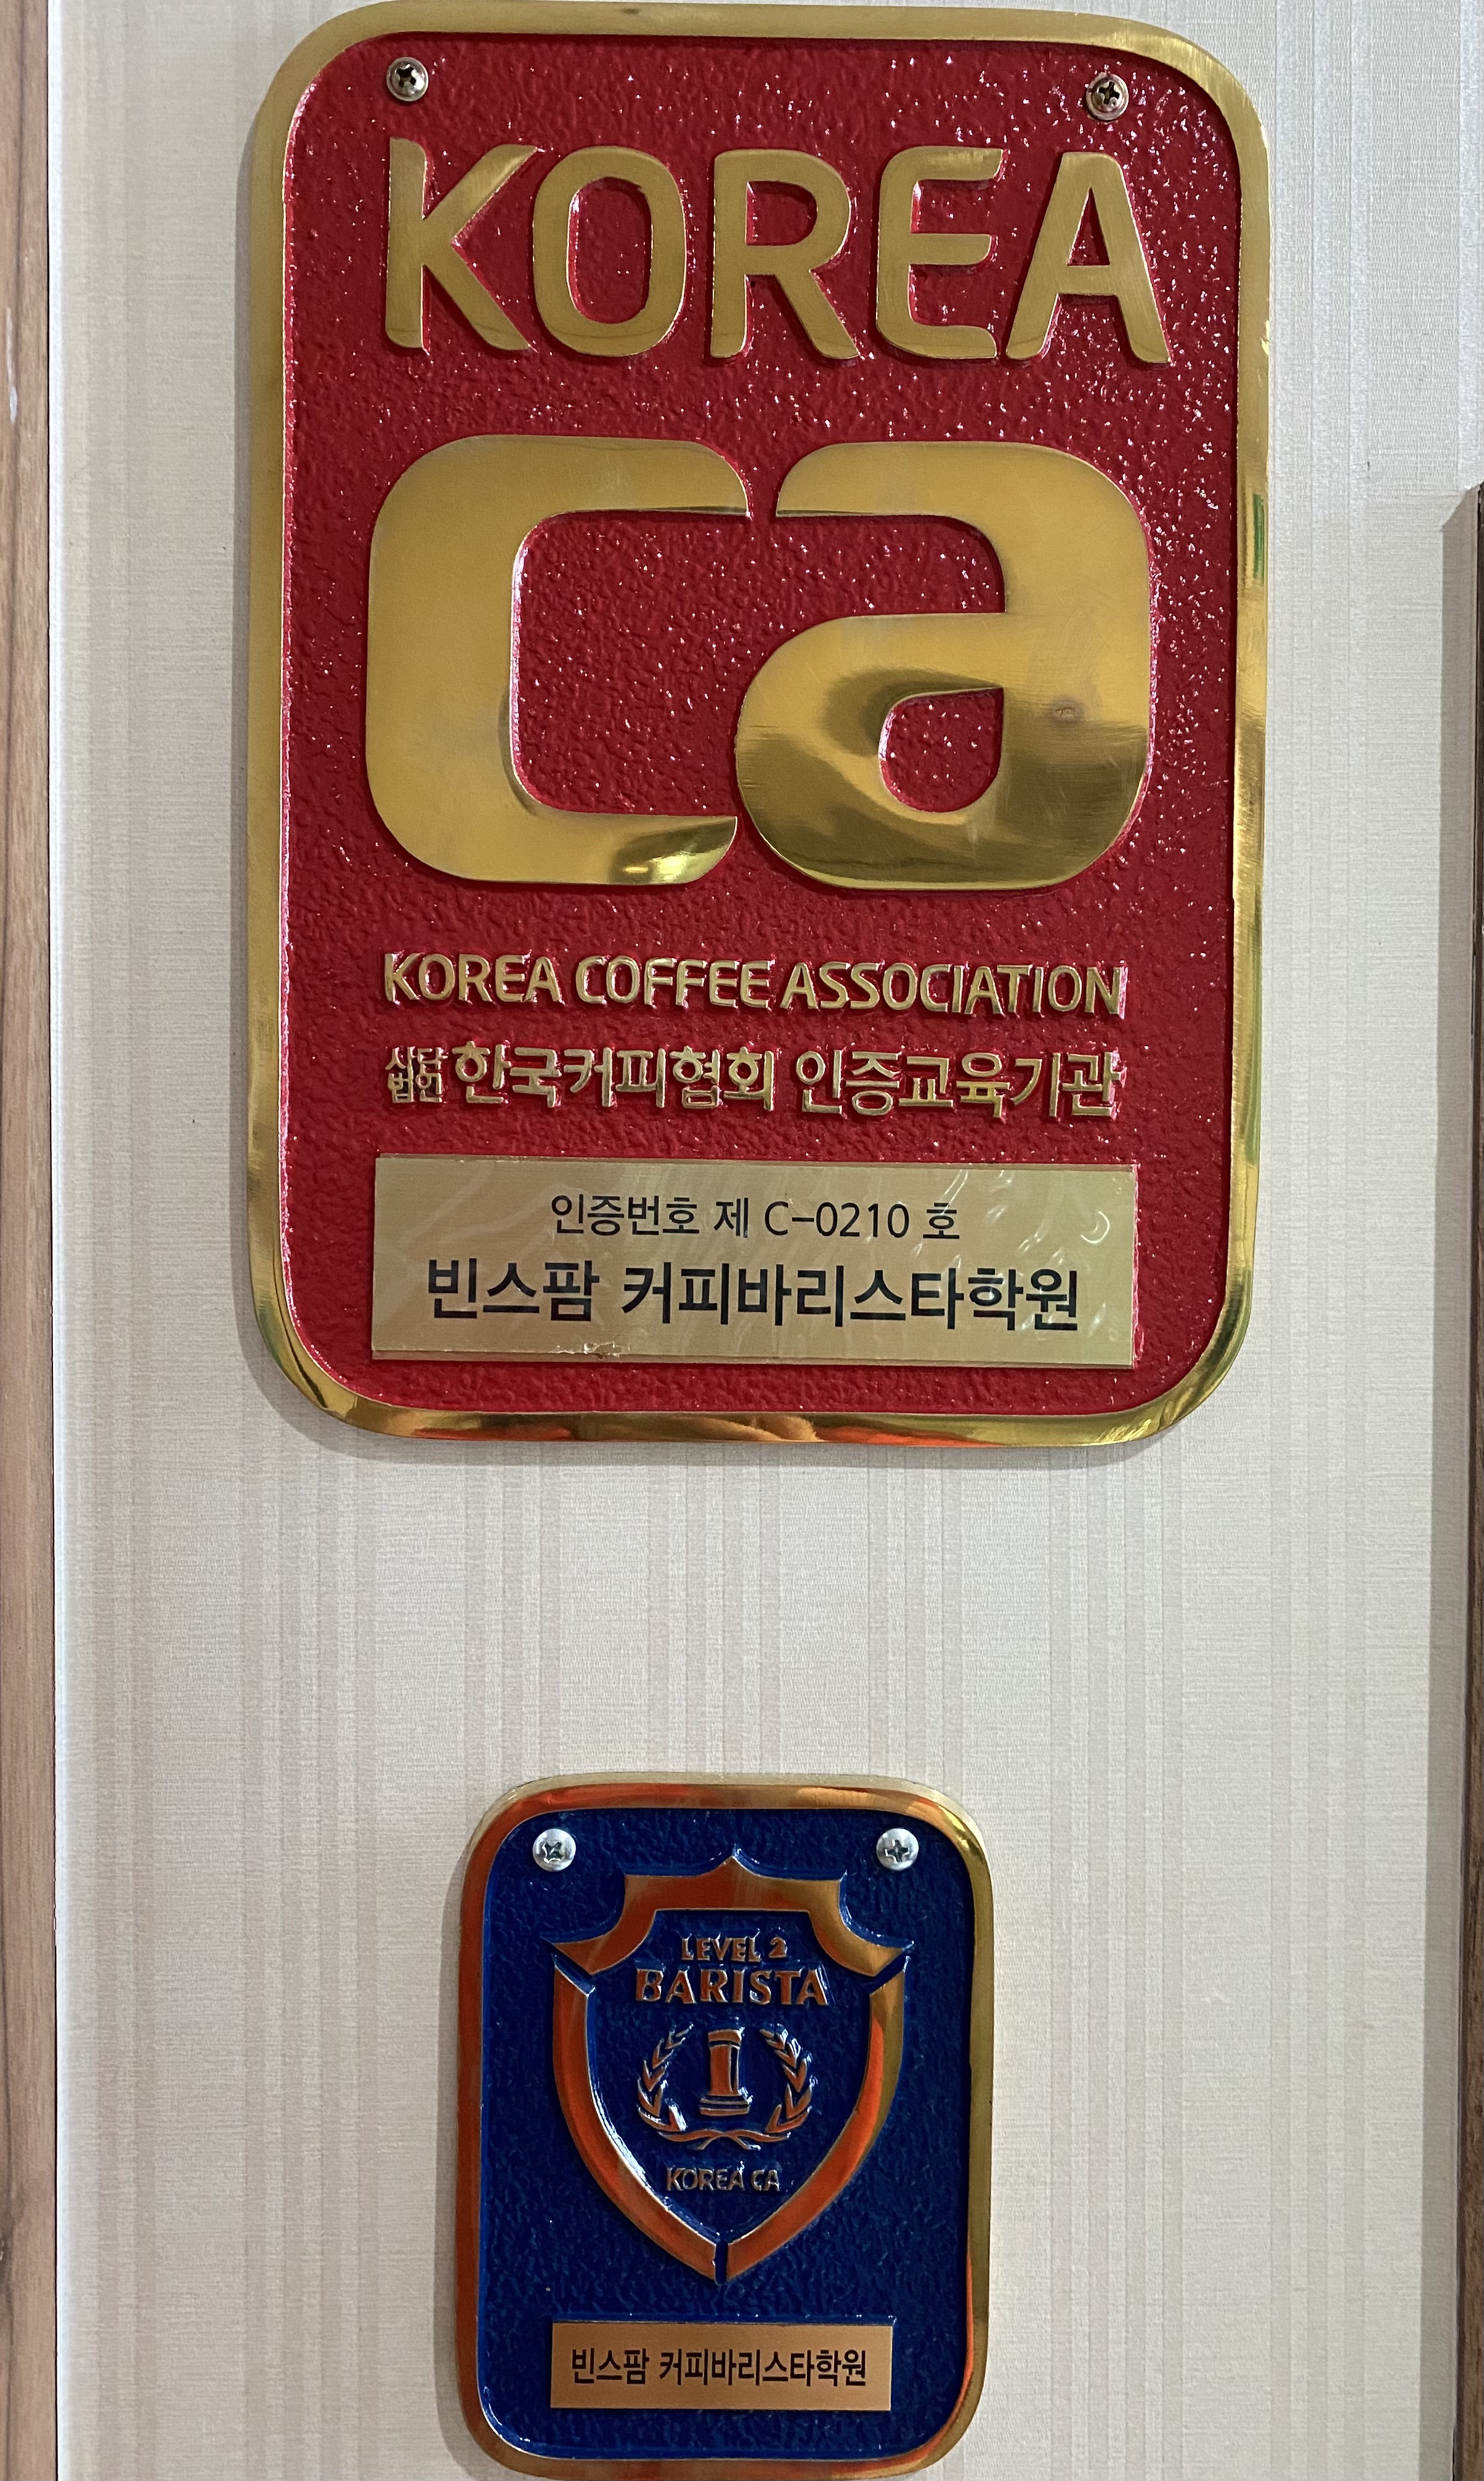 KOREA
ca
KOREA COFFEE ASSOCIATION
사단법인 한국커피협회 인증교육기관
인증번호 제 C-0210 호
빈스팜 커피바리스타학원
LEVEL 2
BARISTA
1
KOREA CA
빈스팜 커피바리스타학원